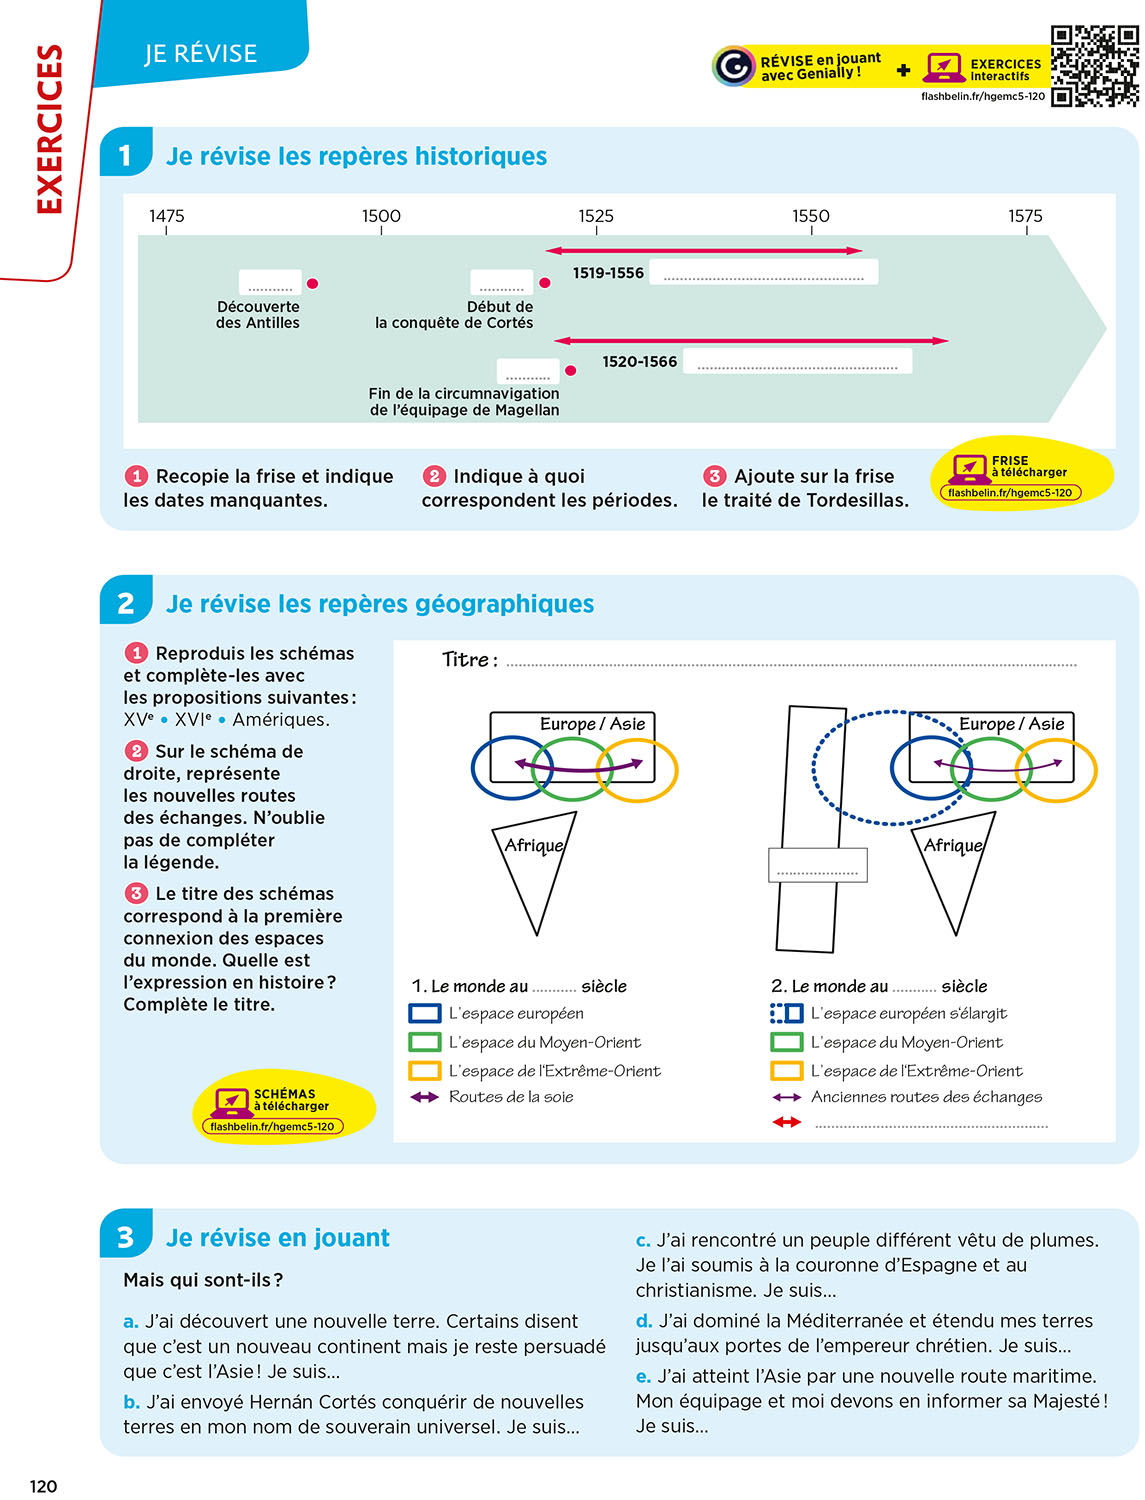 EXERCICES
JE RÉVISE
RÉVISE en jouant
avec Genially !
+
EXERCICES
Interactifs
flashbelin.fr/hgemc5-120
1 Je révise les repères historiques
1475 1500 1525 1550 1575
...........
Découverte
des Antilles
...........
Début de
la conquête de Cortés
1519-1556 ..................................................
1520-1566 ..................................................
...........
Fin de la circumnavigation
de l'équipage de Magellan
1 Recopie la frise et indique
les dates manquantes.
2 Indique à quoi
correspondent les périodes.
3 Ajoute sur la frise
le traité de Tordesillas.
FRISE
à télécharger
flashbelin.fr/hgemc5-120
2 Je révise les repères géographiques
1 Reproduis les schémas
et complète-les avec
les propositions suivantes :
XVe • XVIe • Amériques.
2 Sur le schéma de
droite, représente
les nouvelles routes
des échanges. N'oublie
pas de compléter
la légende.
3 Le titre des schémas
correspond à la première
connexion des espaces
du monde. Quelle est
l'expression en histoire ?
Complète le titre.
SCHÉMAS
à télécharger
flashbelin.fr/hgemc5-120
Titre : ..................................................
Europe / Asie
Afrique
1. Le monde au ........... siècle
L'espace européen
L'espace du Moyen-Orient
L'espace de l'Extrême-Orient
Routes de la soie
Europe / Asie
Afrique
....................
2. Le monde au ........... siècle
L'espace européen s'élargit
L'espace du Moyen-Orient
L'espace de l'Extrême-Orient
Anciennes routes des échanges
..................................................
3 Je révise en jouant
Mais qui sont-ils ?
a. J'ai découvert une nouvelle terre. Certains disent
que c'est un nouveau continent mais je reste persuadé
que c'est l'Asie ! Je suis...
b. J'ai envoyé Hernán Cortés conquérir de nouvelles
terres en mon nom de souverain universel. Je suis...
c. J'ai rencontré un peuple différent vêtu de plumes.
Je l'ai soumis à la couronne d'Espagne et au
christianisme. Je suis...
d. J'ai dominé la Méditerranée et étendu mes terres
jusqu'aux portes de l'empereur chrétien. Je suis...
e. J'ai atteint l'Asie par une nouvelle route maritime.
Mon équipage et moi devons en informer sa Majesté !
Je suis...
120